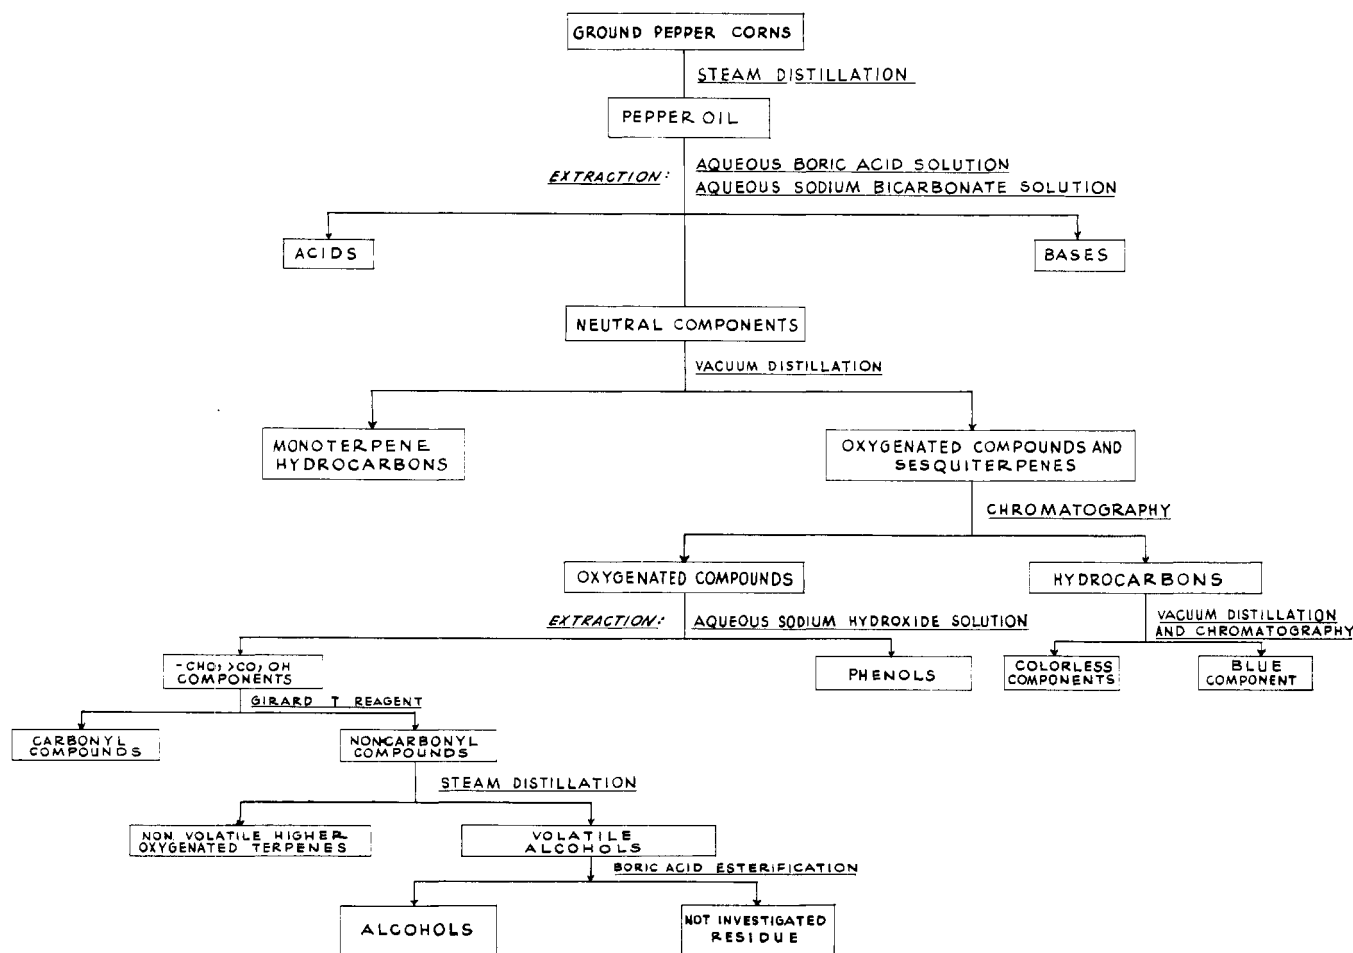 GROUND PEPPER CORNS
STEAM DISTILLATION
PEPPER OIL
EXTRACTION:
AQUEOUS BORIC ACID SOLUTION
AQUEOUS SODIUM BICARBONATE SOLUTION
ACIDS
BASES
NEUTRAL COMPONENTS
VACUUM DISTILLATION
MONOTERPENE
HYDROCARBONS
OXYGENATED COMPOUNDS AND
SESQUITERPENES
CHROMATOGRAPHY
OXYGENATED COMPOUNDS
HYDROCARBONS
EXTRACTION:
AQUEOUS SODIUM HYDROXIDE SOLUTION
VACUUM DISTILLATION
AND CHROMATOGRAPHY
-CHO, >CO, OH
COMPONENTS
PHENOLS
COLORLESS
COMPONENTS
BLUE
COMPONENT
GIRARD T REAGENT
CARBONYL
COMPOUNDS
NON-CARBONYL
COMPOUNDS
STEAM DISTILLATION
NON VOLATILE HIGHER
OXYGENATED TERPENES
VOLATILE
ALCOHOLS
BORIC ACID ESTERIFICATION
ALCOHOLS
NOT INVESTIGATED
RESIDUE